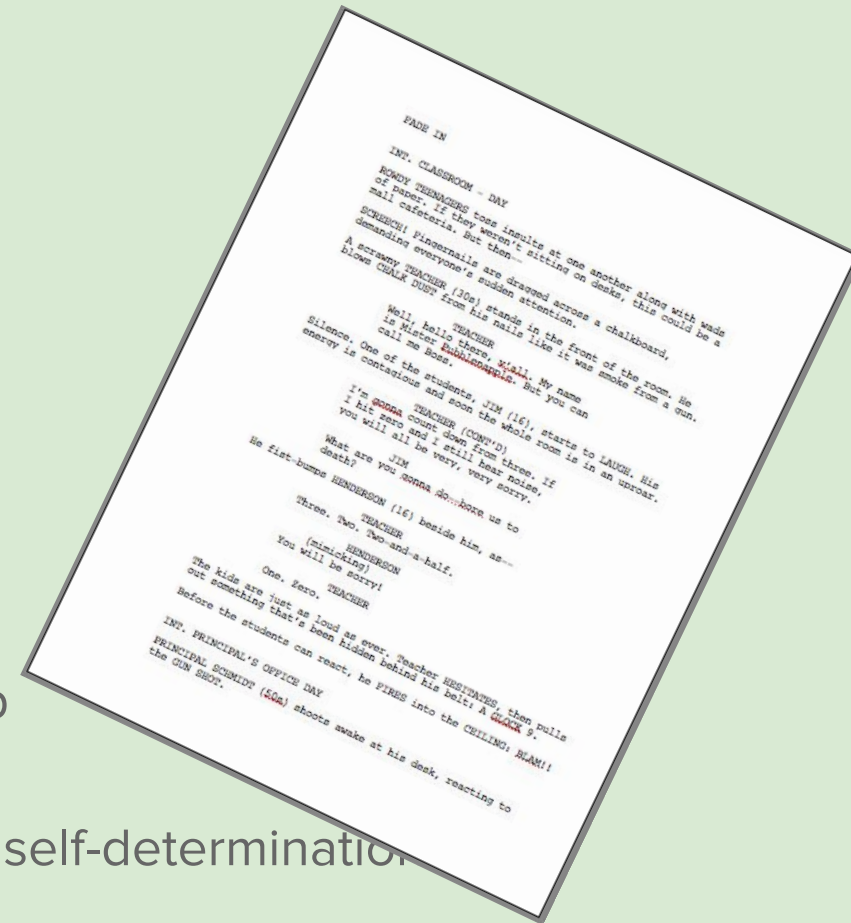 FADE IN
INT. CLASSROOM - DAY
ROWDY TEENAGERS toss insults at one another along with wads
of paper. If they weren't sitting on desks, this could be a
mall cafeteria. But then--
SCREECH! Fingernails are dragged across a chalkboard,
demanding everyone's sudden attention.
A scrawny TEACHER (30s) stands in the front of the room. He
blows CHALK DUST from his nails like it was smoke from a gun.
TEACHER
Well, hello there, y'all. My name
is Mister Bubblenapple. But you can
call me Boss.
Silence. One of the students, JIM (16), starts to LAUGH. His
energy is contagious and soon the whole room is in an uproar.
TEACHER (CONT'D)
I'm gonna count down from three. If
I hit zero and I still hear noise,
you will all be very, very sorry.
JIM
What are you gonna do...bore us to
death?
He fist-bumps HENDERSON (16) beside him, as--
TEACHER
Three. Two. Two-and-a-half.
HENDERSON
(mimicking)
You will be sorry!
TEACHER
One. Zero.
The kids are just as loud as ever. Teacher HESITATES, then pulls
out something that's been hidden behind his belt: A GLOCK 9.
Before the students can react, he FIRES into the CEILING: BLAM!!
INT. PRINCIPAL'S OFFICE DAY
PRINCIPAL SCHMIDT (50s) shoots awake at his desk, reacting to
the GUN SHOT.
self-determination